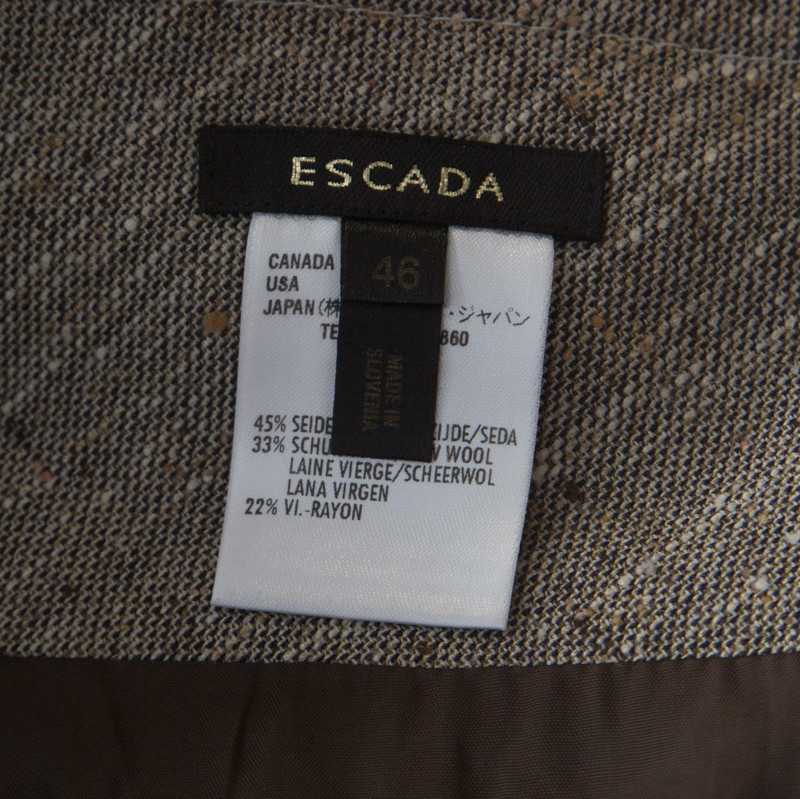 ESCADA
46
MADE IN
SLOVENIA
CANADA
USA
JAPAN(株 ・ジャパン
TE 860
45% SEIDE IJDE/SEDA
33% SCHU W WOOL
LAINE VIERGE/SCHEERWOL
LANA VIRGEN
22% VI.-RAYON